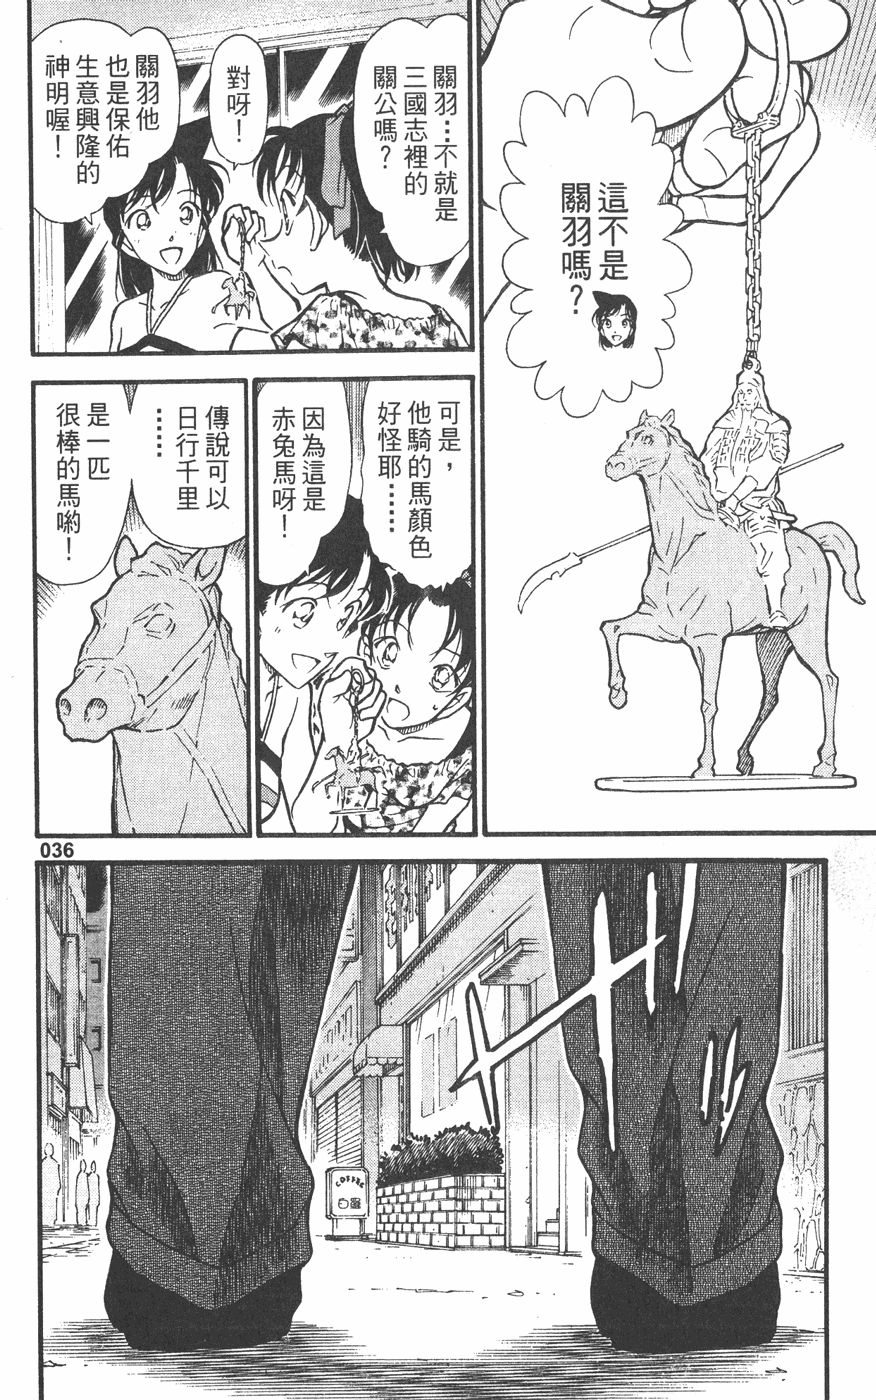 這不是
關羽嗎？
關羽…不就是
三國志裡的
關公嗎？
對呀！
關羽他
也是保佑
生意興隆的
神明喔！
可是，
他騎的馬顏色
好怪耶……
因為這是
赤兔馬呀！
傳說可以
日行千里
……
是一匹
很棒的馬喲！
036
COFFEE